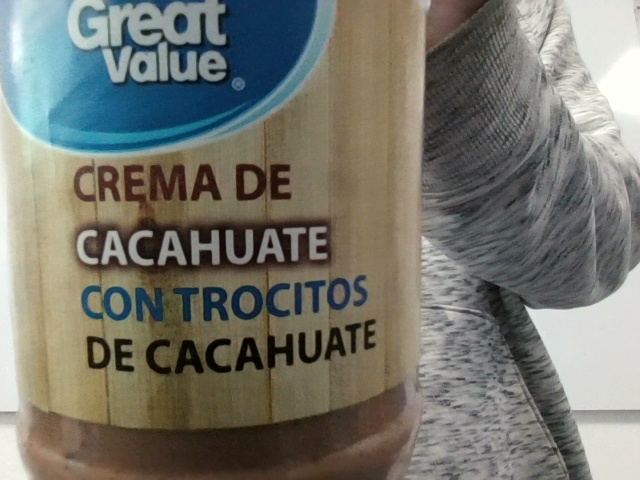 Great
Value®
CREMA DE
CACAHUATE
CON TROCITOS
DE CACAHUATE